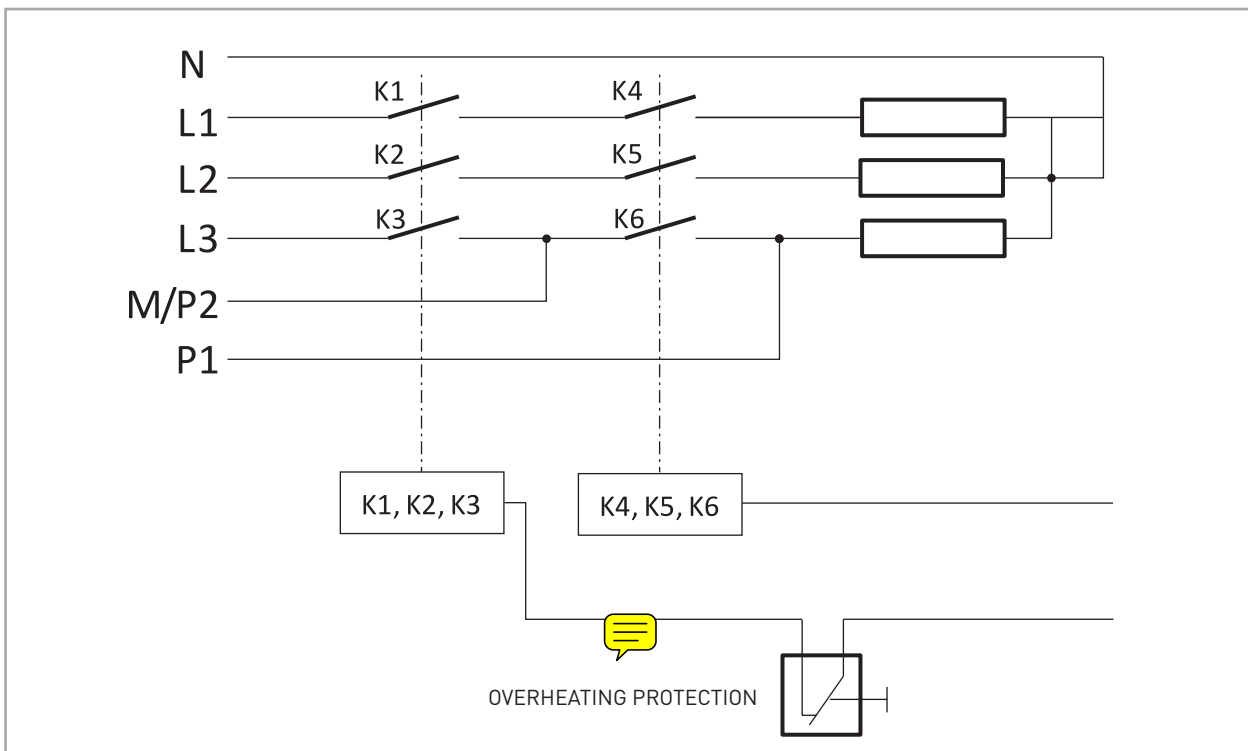 N
K1
K4
L1
K2
K5
L2
K3
K6
L3
M/P2
P1
K1, K2, K3
K4, K5, K6
OVERHEATING PROTECTION